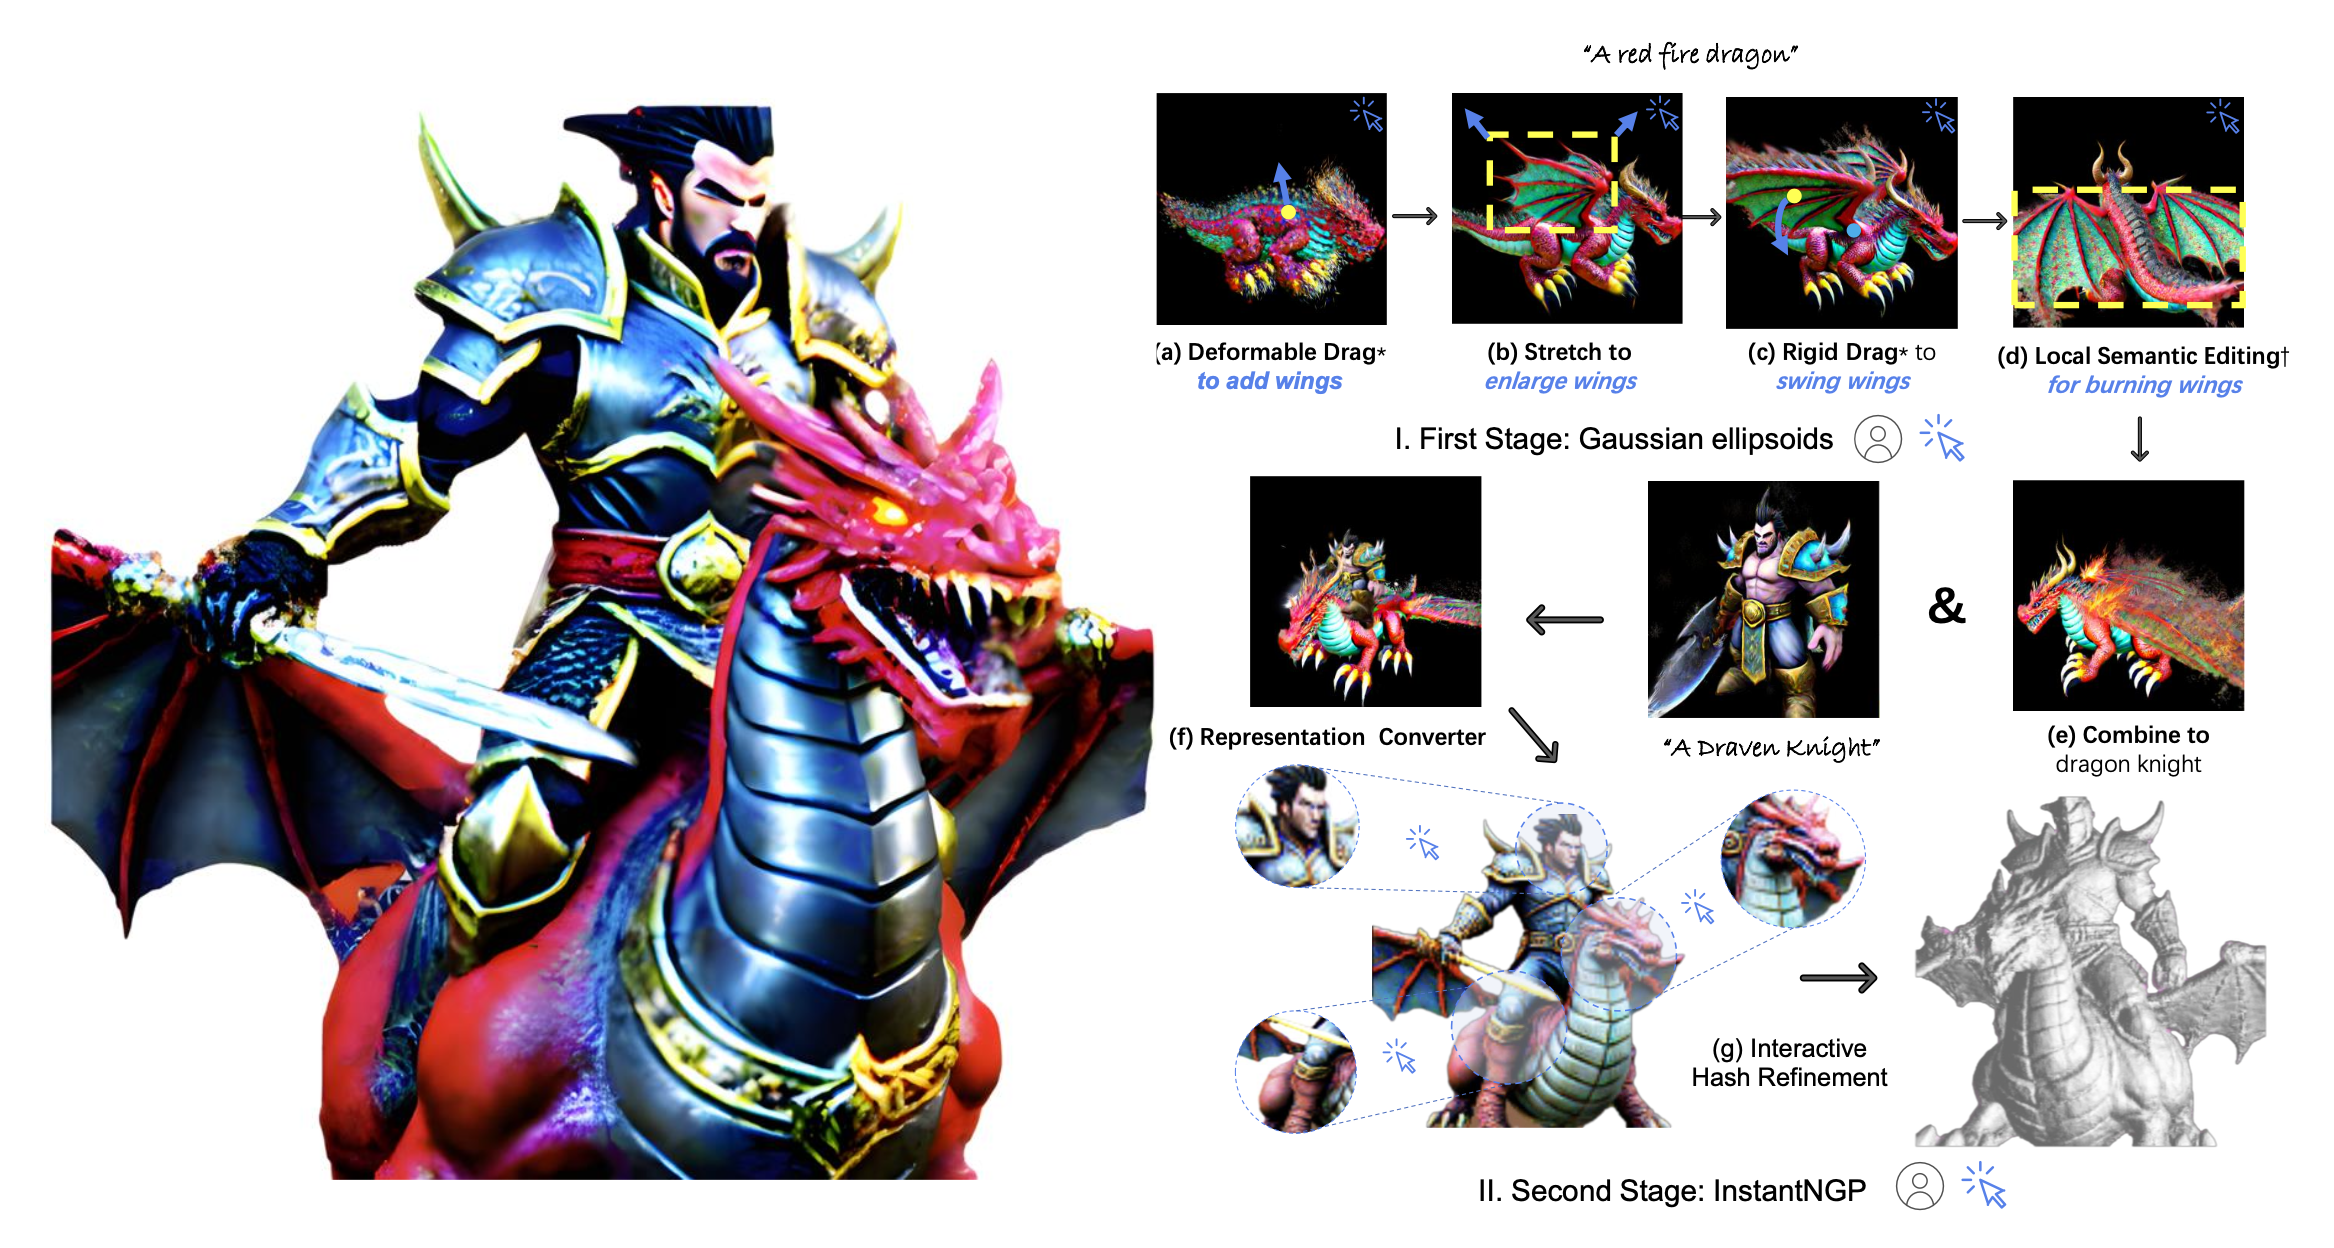 “A red fire dragon”
(a) Deformable Drag*
to add wings
(b) Stretch to
enlarge wings
(c) Rigid Drag* to
swing wings
(d) Local Semantic Editing†
for burning wings
I. First Stage: Gaussian ellipsoids
&
(f) Representation Converter
“A Draven Knight”
(e) Combine to
dragon knight
(g) Interactive
Hash Refinement
II. Second Stage: InstantNGP